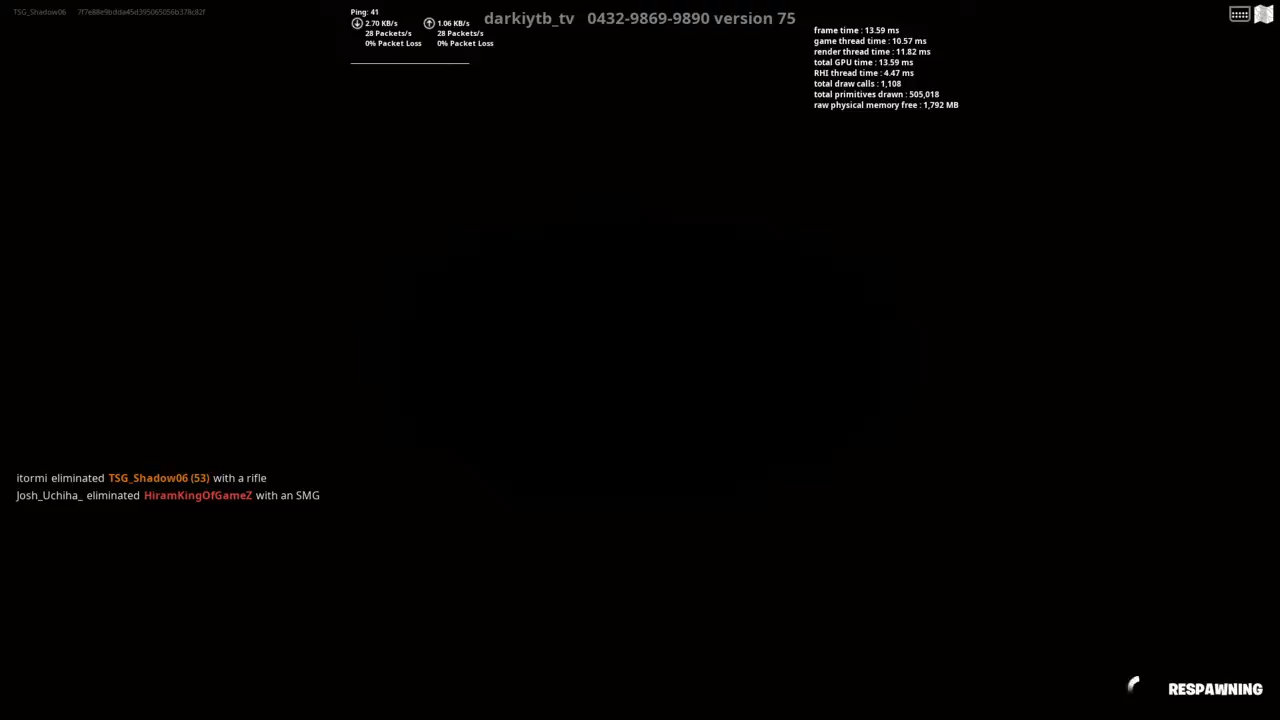 TSG_Shadow06
Ping: 41
2.70 KB/s 1.06 KB/s
28 Packets/s 28 Packets/s
0% Packet Loss 0% Packet Loss
darkiytb_tv 0432-9869-9890 version 75
frame time : 13.59 ms
game thread time : 10.57 ms
render thread time : 11.82 ms
total GPU time : 13.59 ms
RHI thread time : 4.47 ms
total draw calls : 1,108
total primitives drawn : 505,018
raw physical memory free : 1,792 MB
itormi eliminated TSG_Shadow06 (53) with a rifle
Josh_Uchiha_ eliminated HiramKingOfGameZ with an SMG
RESPAWNING